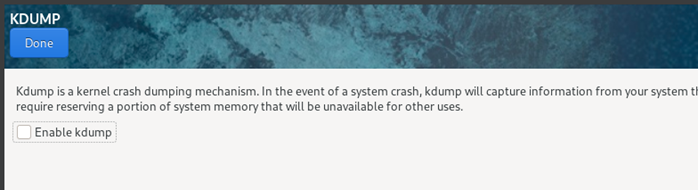 KDUMP
Done
Kdump is a kernel crash dumping mechanism. In the event of a system crash, kdump will capture information from your system
require reserving a portion of system memory that will be unavailable for other uses.
Enable kdump